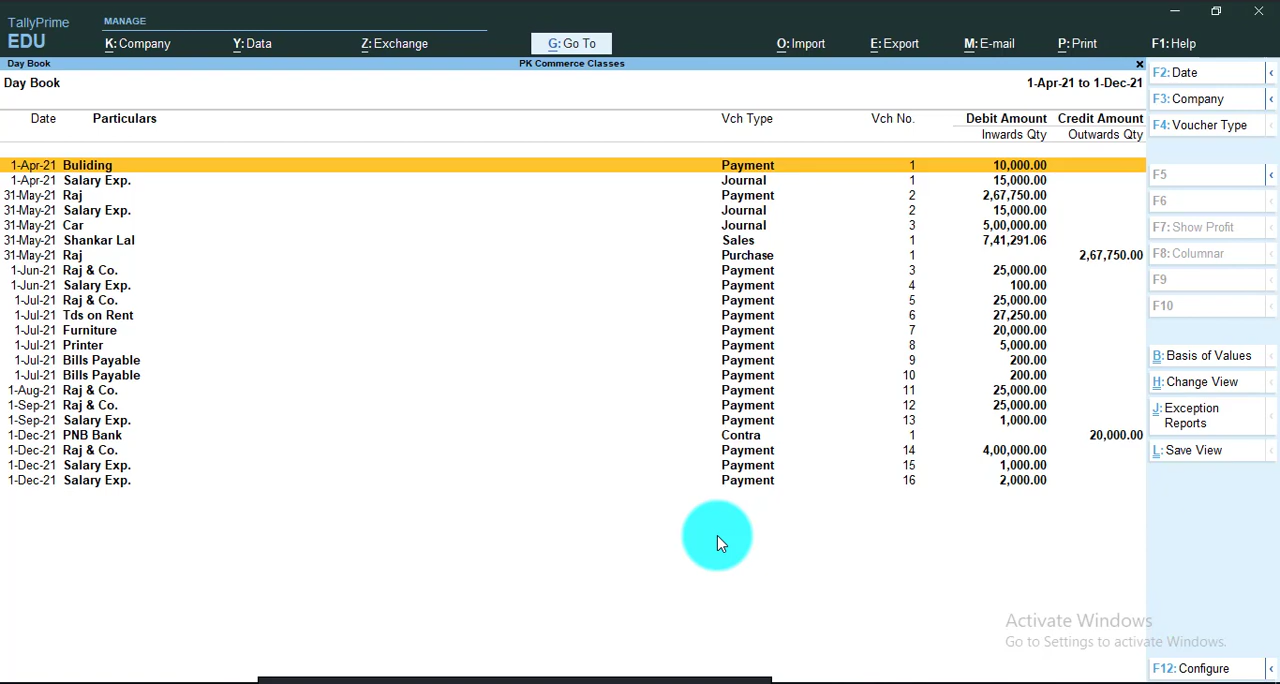 TallyPrime
EDU
MANAGE
K: Company Y: Data Z: Exchange G: Go To O: Import E: Export M: E-mail P: Print F1: Help
Day Book PK Commerce Classes
Day Book 1-Apr-21 to 1-Dec-21
Date Particulars Vch Type Vch No. Debit Amount Credit Amount
Inwards Qty Outwards Qty
1-Apr-21 Buliding Payment 1 10,000.00
1-Apr-21 Salary Exp. Journal 1 15,000.00
31-May-21 Raj Payment 2 2,67,750.00
31-May-21 Salary Exp. Journal 2 15,000.00
31-May-21 Car Journal 3 5,00,000.00
31-May-21 Shankar Lal Sales 1 7,41,291.06
31-May-21 Raj Purchase 1 2,67,750.00
1-Jun-21 Raj & Co. Payment 3 25,000.00
1-Jun-21 Salary Exp. Payment 4 100.00
1-Jul-21 Raj & Co. Payment 5 25,000.00
1-Jul-21 Tds on Rent Payment 6 27,250.00
1-Jul-21 Furniture Payment 7 20,000.00
1-Jul-21 Printer Payment 8 5,000.00
1-Jul-21 Bills Payable Payment 9 200.00
1-Jul-21 Bills Payable Payment 10 200.00
1-Aug-21 Raj & Co. Payment 11 25,000.00
1-Sep-21 Raj & Co. Payment 12 25,000.00
1-Sep-21 Salary Exp. Payment 13 1,000.00
1-Dec-21 PNB Bank Contra 1 20,000.00
1-Dec-21 Raj & Co. Payment 14 4,00,000.00
1-Dec-21 Salary Exp. Payment 15 1,000.00
1-Dec-21 Salary Exp. Payment 16 2,000.00
F2: Date
F3: Company
F4: Voucher Type
F5
F6
F7: Show Profit
F8: Columnar
F9
F10
B: Basis of Values
H: Change View
J: Exception
Reports
L: Save View
Activate Windows
Go to Settings to activate Windows.
F12: Configure